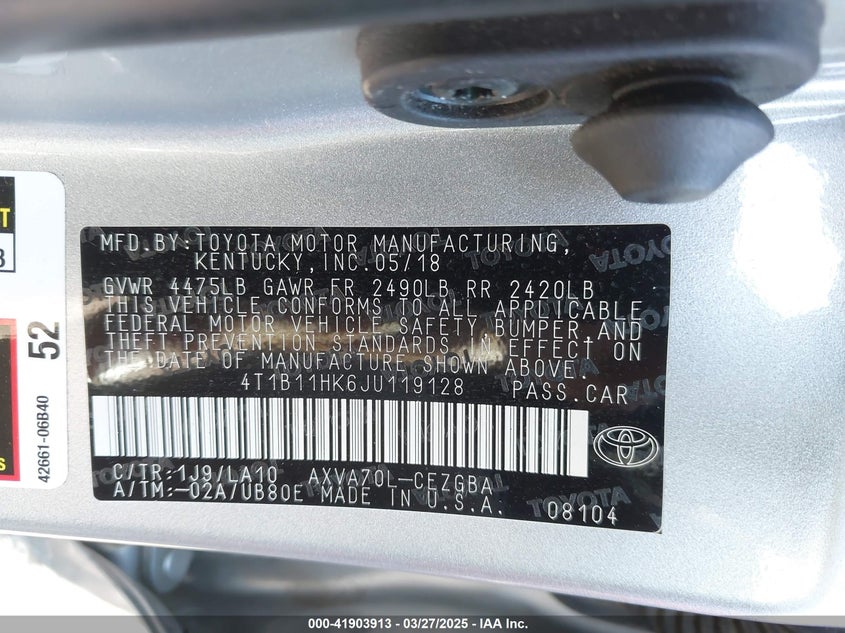 MFD.BY:TOYOTA MOTOR MANUFACTURING,
KENTUCKY,INC.05/18
GVWR 4475LB GAWR FR 2490LB RR 2420LB
THIS VEHICLE CONFORMS TO ALL APPLICABLE
FEDERAL MOTOR VEHICLE SAFETY BUMPER AND
THEFT PREVENTION STANDARDS IN EFFECT ON
THE DATE OF MANUFACTURE SHOWN ABOVE.
4T1B11HK6JU119128 PASS.CAR
C/TR:1J9/LA10 AXVA70L-CEZGBA
A/TM:-02A/UB80E MADE IN U.S.A. 08104
52
42661-06B40
000-41903913 - 03/27/2025 - IAA Inc.